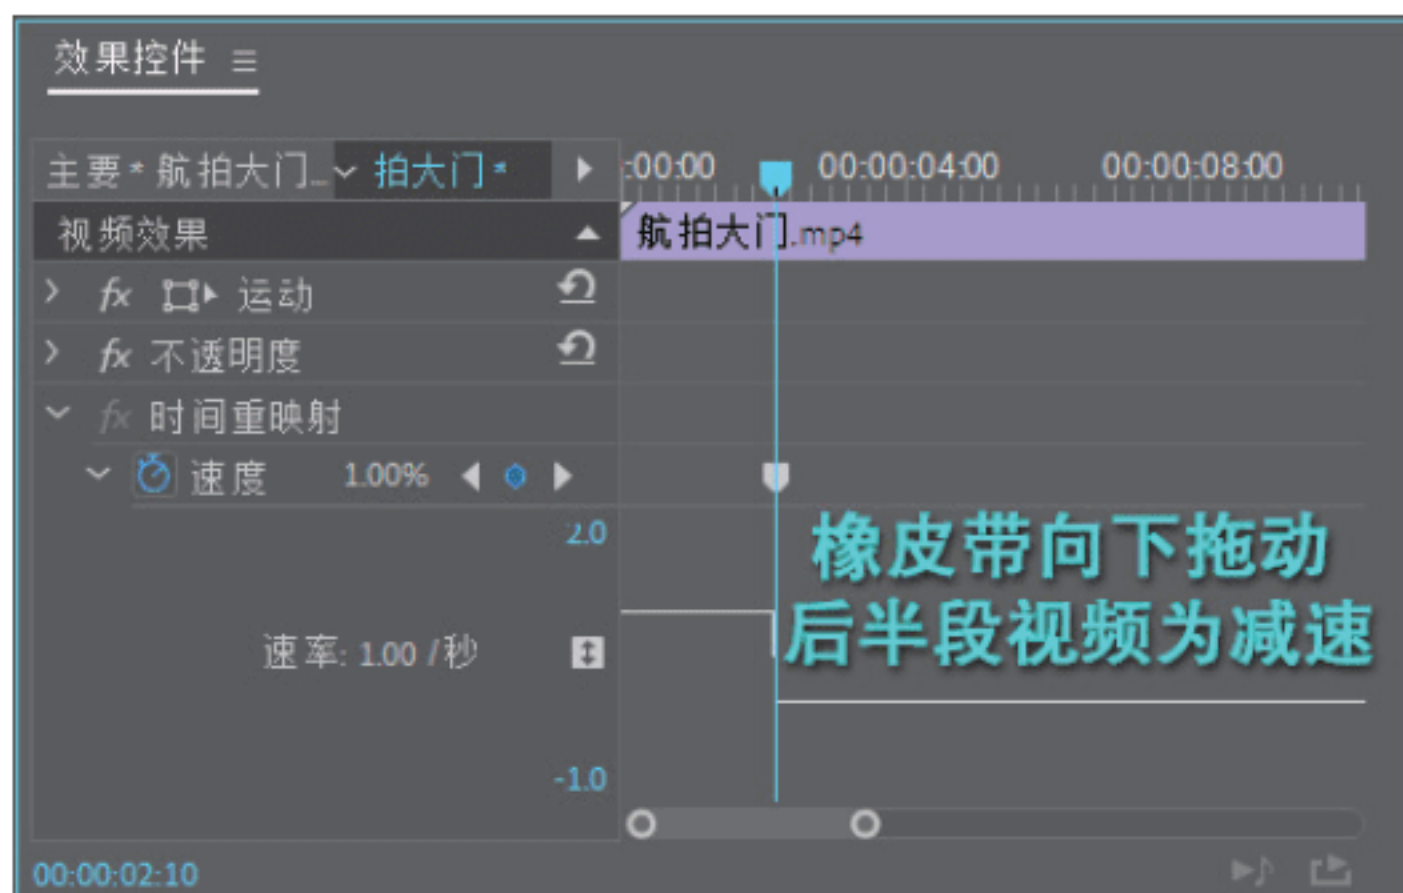 效果控件
主要*航拍大门... 拍大门*
:00:00 00:00:04:00 00:00:08:00
视频效果
航拍大门.mp4
fx 运动
fx 不透明度
fx 时间重映射
速度 1.00%
2.0
橡皮带向下拖动
后半段视频为减速
速率: 1.00 /秒
-1.0
00:00:02:10